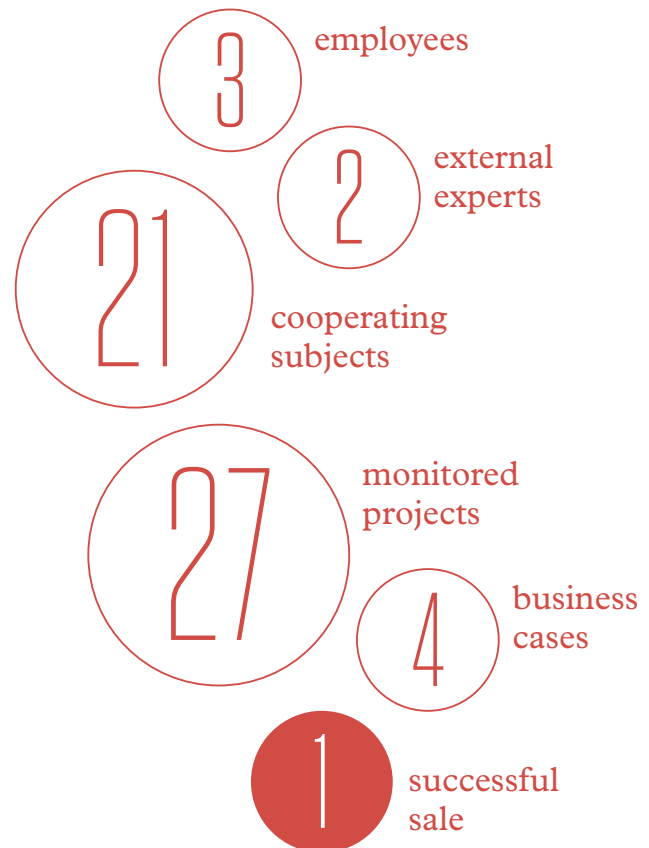 3
employees
2
external
experts
21
cooperating
subjects
27
monitored
projects
4
business
cases
1
successful
sale